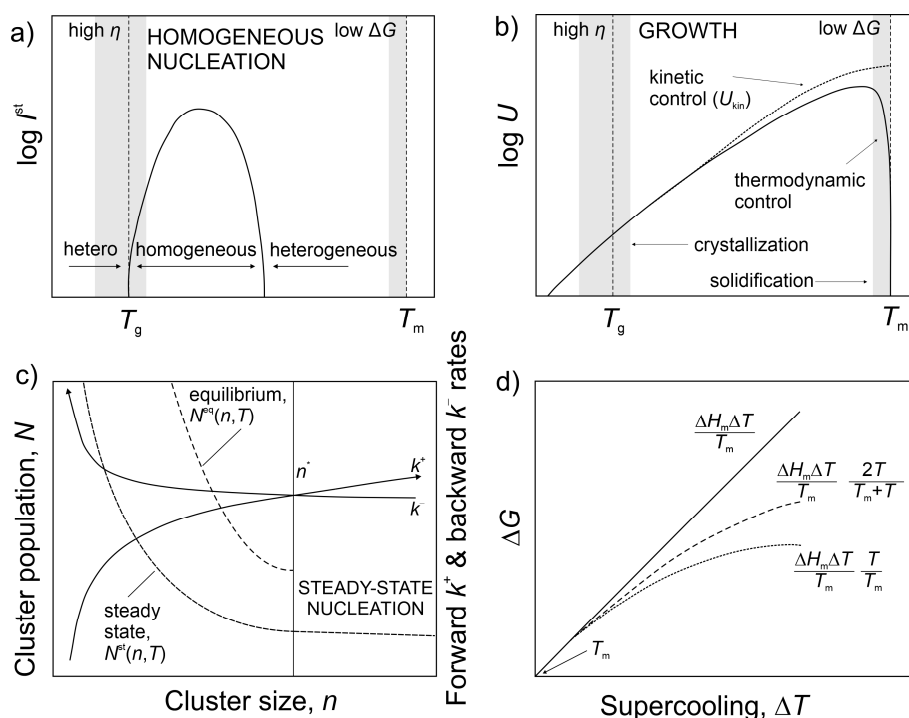 a)
high η
HOMOGENEOUS
NUCLEATION
low ΔG
log Iˢᵗ
hetero
homogeneous
heterogeneous
T_g
T_m
b)
high η
GROWTH
low ΔG
kinetic
control (U_kin)
log U
thermodynamic
control
crystallization
solidification
T_g
T_m
c)
Cluster population, N
equilibrium,
N^eq(n,T)
n*
k⁺
k⁻
STEADY-STATE
NUCLEATION
steady
state,
N^st(n,T)
Cluster size, n
Forward k⁺ & backward k⁻ rates
d)
ΔG
ΔH_mΔT
T_m
ΔH_mΔT 2T
T_m T_m+T
ΔH_mΔT T
T_m T_m
T_m
Supercooling, ΔT